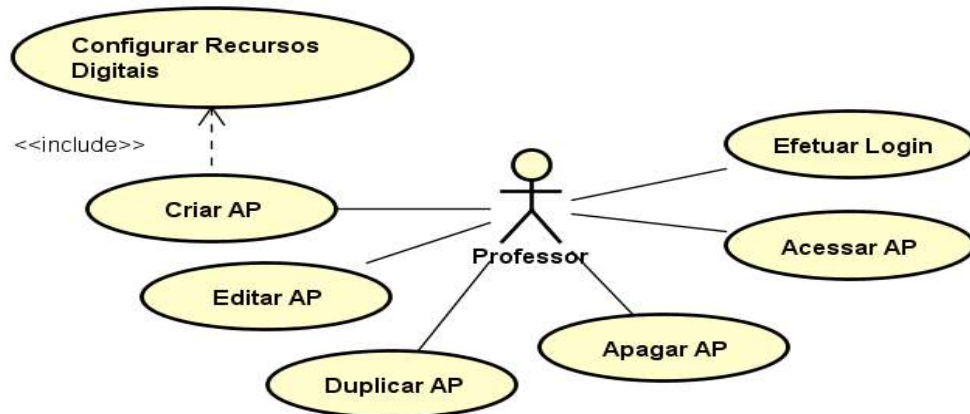 Configurar Recursos
Digitais
<<include>>
Efetuar Login
Criar AP
Acessar AP
Professor
Editar AP
Apagar AP
Duplicar AP